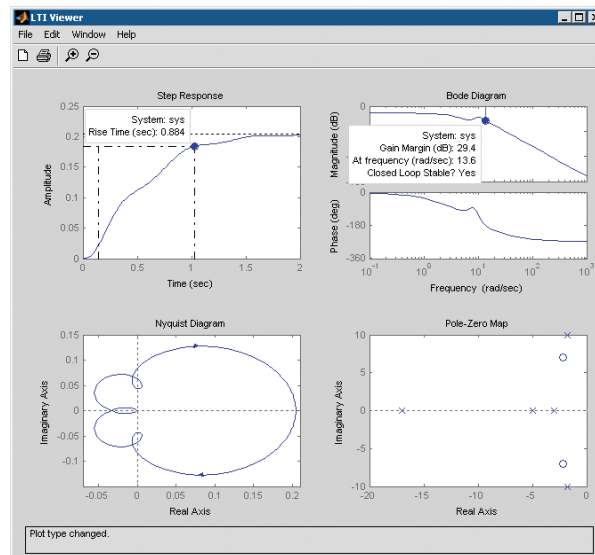 LTI Viewer
File Edit Window Help
Step Response
0.25
0.2
0.15
0.1
0.05
0
System: sys
Rise Time (sec): 0.884
Amplitude
0 0.5 1 1.5 2
Time (sec)
Bode Diagram
0
System: sys
Gain Margin (dB): 29.4
At frequency (rad/sec): 13.6
Closed Loop Stable? Yes
Magnitude (dB)
0
-180
-360
Phase (deg)
10^-1 10^0 10^1 10^2 10^3
Frequency (rad/sec)
Nyquist Diagram
0.15
0.1
0.05
0
-0.05
-0.1
Imaginary Axis
-0.05 0 0.05 0.1 0.15 0.2
Real Axis
Pole-Zero Map
10
5
0
-5
-10
Imaginary Axis
-20 -15 -10 -5 0
Real Axis
Plot type changed.